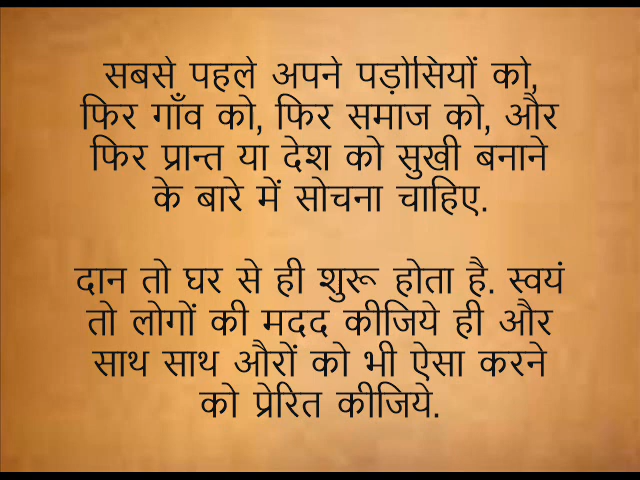 सबसे पहले अपने पड़ोसियों को,
फिर गाँव को, फिर समाज को, और
फिर प्रान्त या देश को सुखी बनाने
के बारे में सोचना चाहिए.
दान तो घर से ही शुरू होता है. स्वयं
तो लोगों की मदद कीजिये ही और
साथ साथ औरों को भी ऐसा करने
को प्रेरित कीजिये.